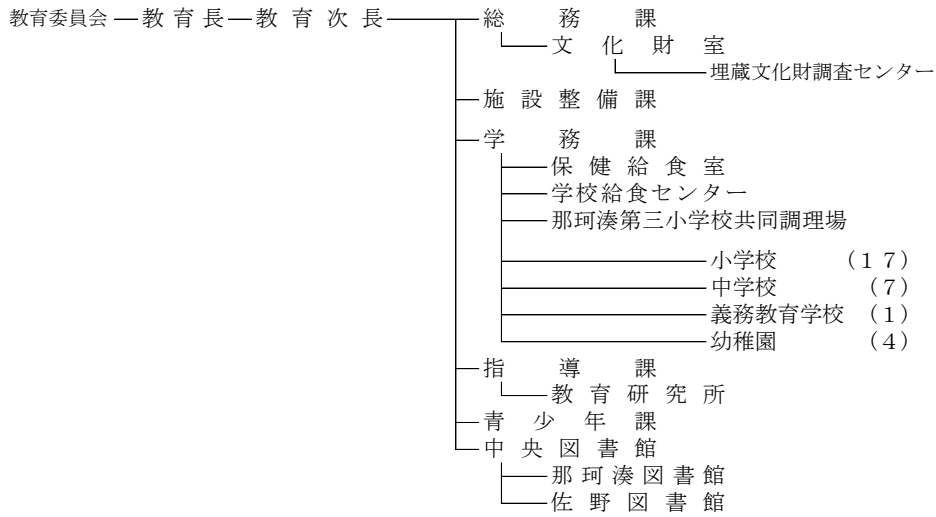 教育委員会 教育長 教育次長 総務課
文化財室
埋蔵文化財調査センター
施設整備課
学務課
保健給食室
学校給食センター
那珂湊第三小学校共同調理場
小学校 （１７）
中学校 （７）
義務教育学校 （１）
幼稚園 （４）
指導課
教育研究所
青少年課
中央図書館
那珂湊図書館
佐野図書館